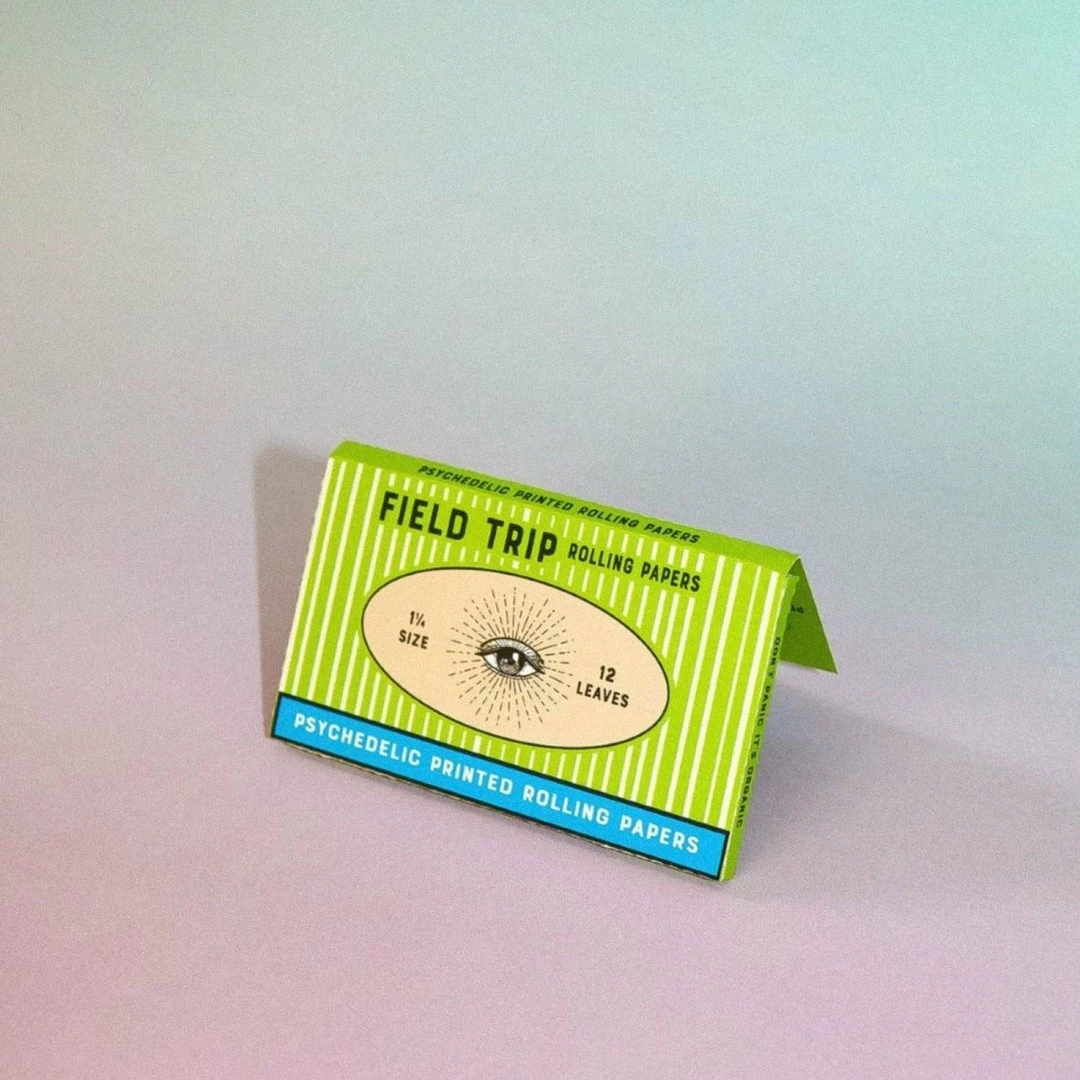 PSYCHEDELIC PRINTED ROLLING PAPERS
FIELD TRIP ROLLING PAPERS
1¼
SIZE
12
LEAVES
PSYCHEDELIC PRINTED ROLLING PAPERS
DON'T PANIC IT'S ORGANIC